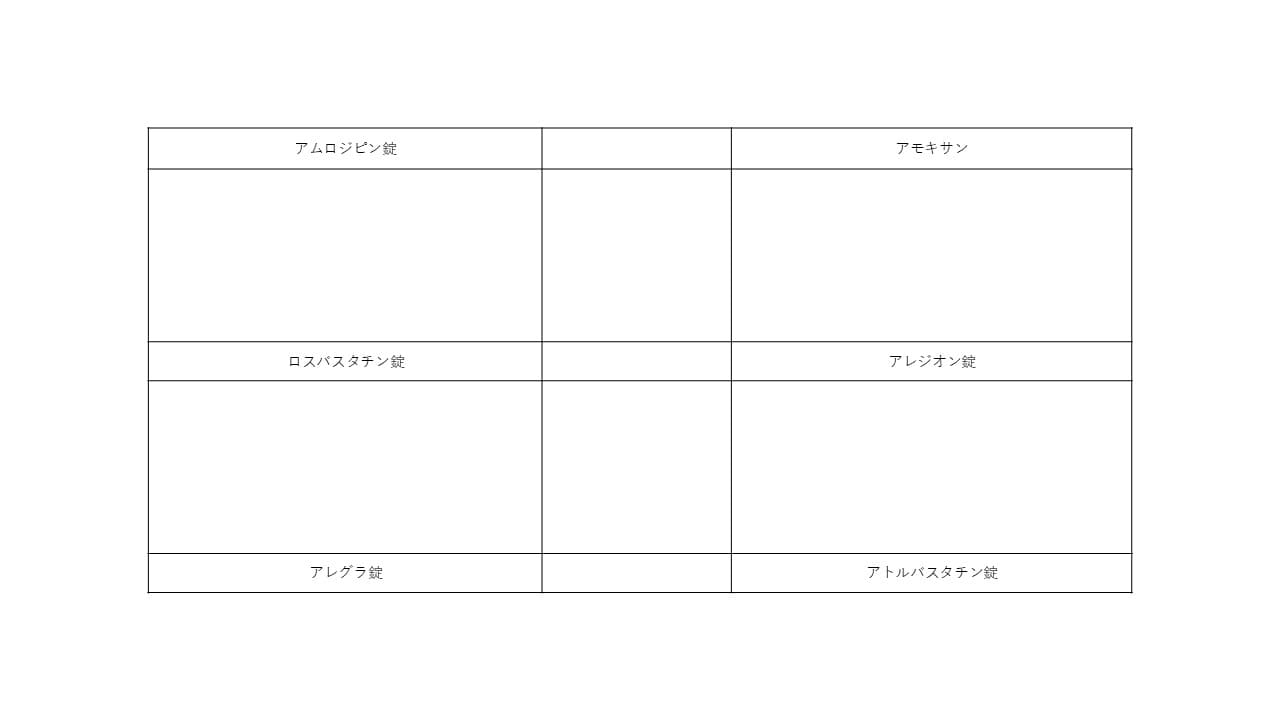 アムロジピン錠
アモキサン
ロスバスタチン錠
アレジオン錠
アレグラ錠
アトルバスタチン錠